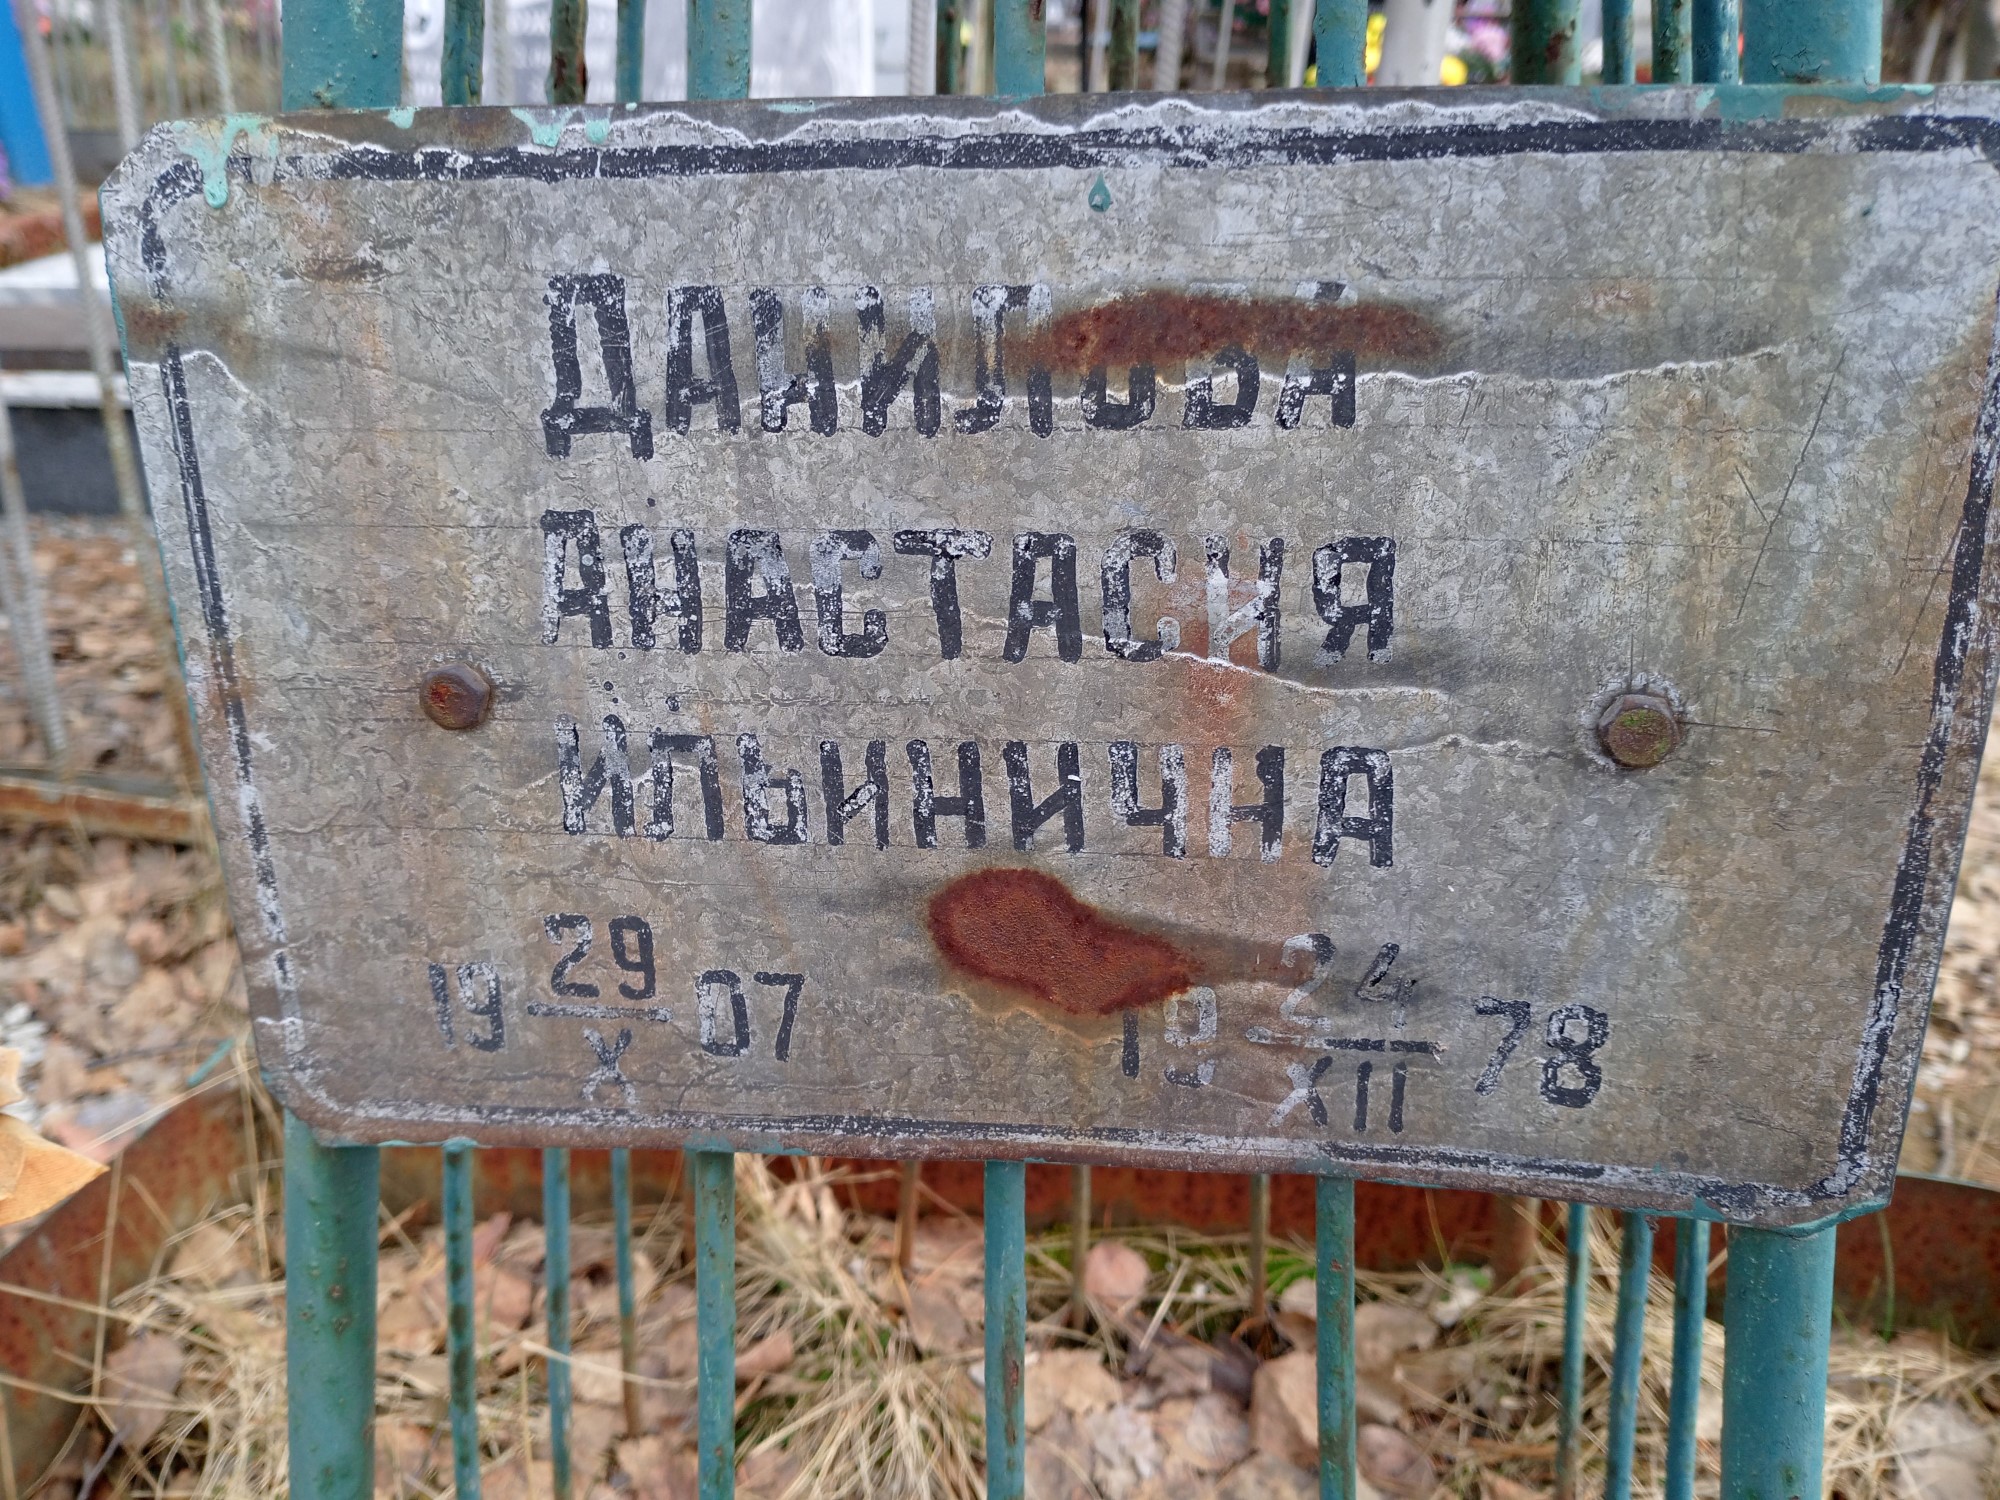 ДАНИЛОВА
АНАСТАСИЯ
ИЛЬИНИЧНА
19 29/X 07 19 24/XII 78